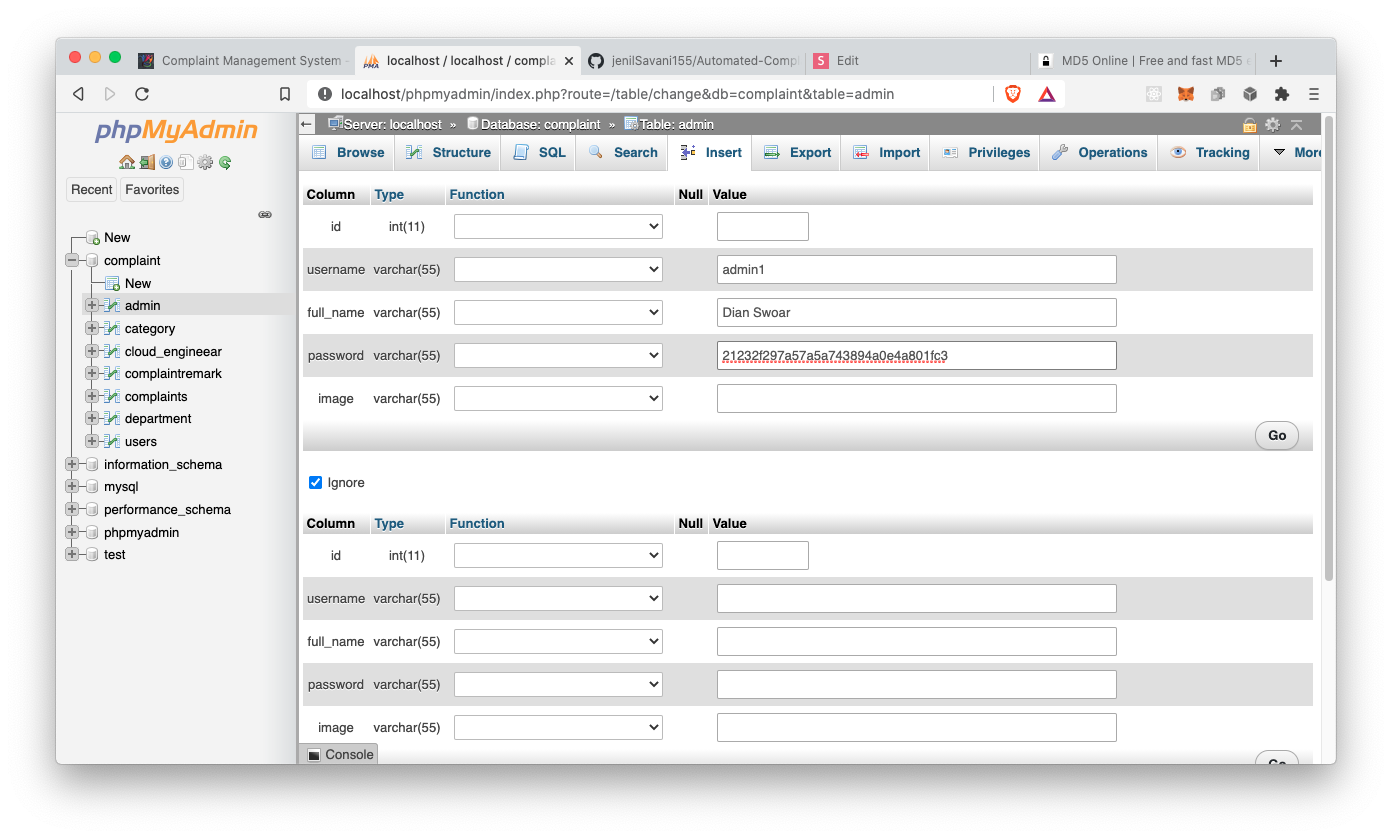 Complaint Management System -
localhost / localhost / compla
jenilSavani155/Automated-Compl
Edit
MD5 Online | Free and fast MD5 e
localhost/phpmyadmin/index.php?route=/table/change&db=complaint&table=admin
phpMyAdmin
Recent Favorites
New
complaint
New
admin
category
cloud_engineear
complaintremark
complaints
department
users
information_schema
mysql
performance_schema
phpmyadmin
test
Server: localhost » Database: complaint » Table: admin
Browse Structure SQL Search Insert Export Import Privileges Operations Tracking More
Column Type Function Null Value
id int(11)
username varchar(55) admin1
full_name varchar(55) Dian Swoar
password varchar(55) 21232f297a57a5a743894a0e4a801fc3
image varchar(55)
Go
Ignore
Column Type Function Null Value
id int(11)
username varchar(55)
full_name varchar(55)
password varchar(55)
image varchar(55)
Go
Console